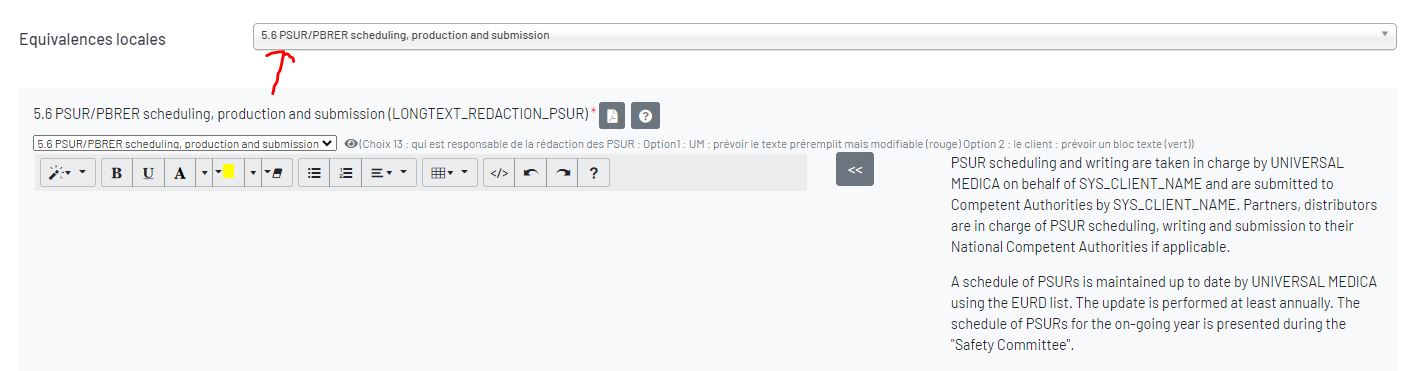 Equivalences locales
5.6 PSUR/PBRER scheduling, production and submission
5.6 PSUR/PBRER scheduling, production and submission (LONGTEXT_REDACTION_PSUR) * ?
5.6 PSUR/PBRER scheduling, production and submission (Choix 13 : qui est responsable de la rédaction des PSUR : Option1 : UM : prévoir le texte préremplit mais modifiable (rouge) Option 2 : le client : prévoir un bloc texte (vert))
B U A </> ?
<<
PSUR scheduling and writing are taken in charge by UNIVERSAL
MEDICA on behalf of SYS_CLIENT_NAME and are submitted to
Competent Authorities by SYS_CLIENT_NAME. Partners, distributors
are in charge of PSUR scheduling, writing and submission to their
National Competent Authorities if applicable.
A schedule of PSURs is maintained up to date by UNIVERSAL MEDICA
using the EURD list. The update is performed at least annually. The
schedule of PSURs for the on-going year is presented during the
"Safety Committee".